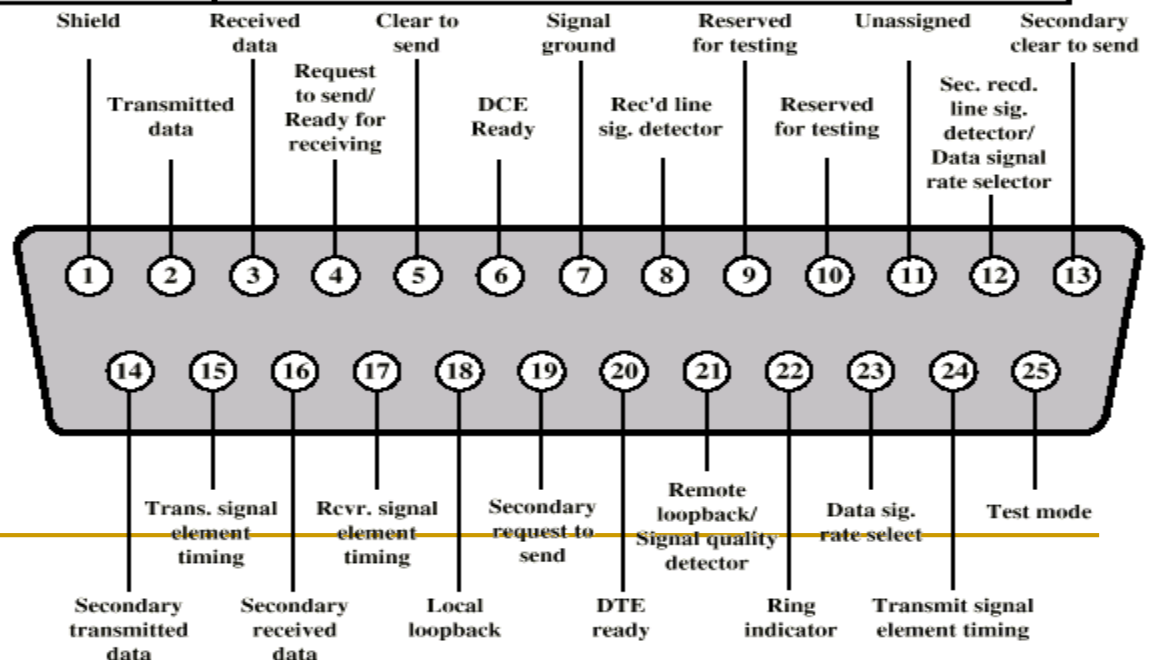 Shield
Received
data
Clear to
send
Signal
ground
Reserved
for testing
Unassigned
Secondary
clear to send
Transmitted
data
Request
to send/
Ready for
receiving
DCE
Ready
Rec'd line
sig. detector
Reserved
for testing
Sec. recd.
line sig.
detector/
Data signal
rate selector
1 2 3 4 5 6 7 8 9 10 11 12 13
14 15 16 17 18 19 20 21 22 23 24 25
Trans. signal
element
timing
Rcvr. signal
element
timing
Secondary
request to
send
Remote
loopback/
Signal quality
detector
Data sig.
rate select
Test mode
Secondary
transmitted
data
Secondary
received
data
Local
loopback
DTE
ready
Ring
indicator
Transmit signal
element timing